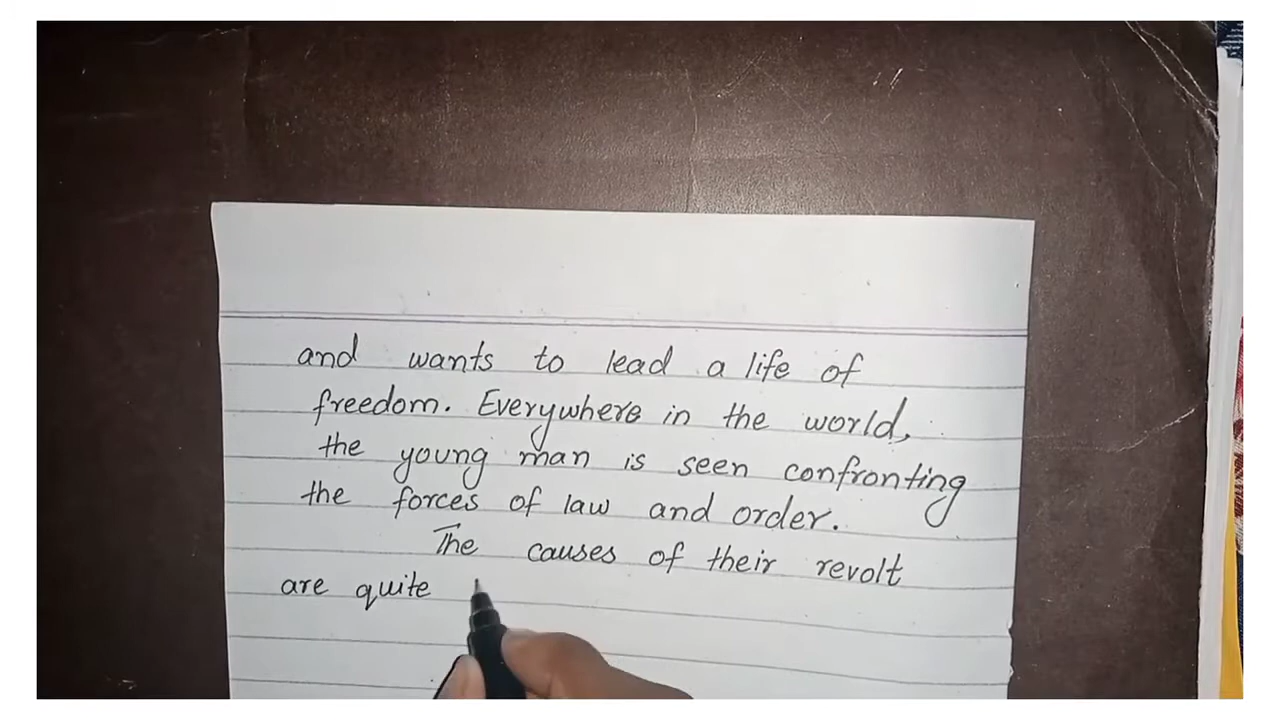 and wants to lead a life of
freedom. Everywhere in the world,
the young man is seen confronting
the forces of law and order.
The causes of their revolt
are quite